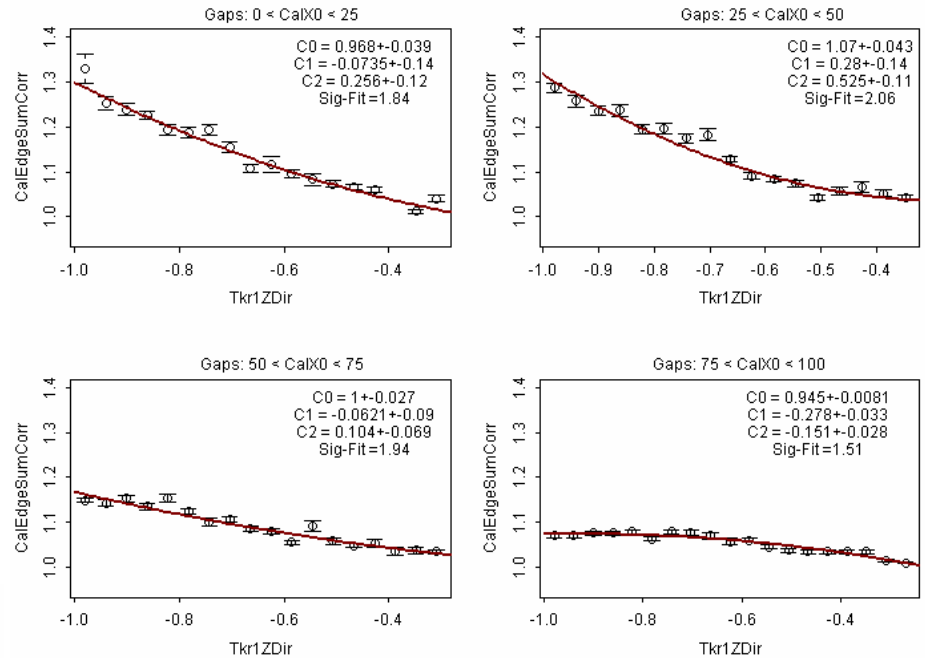 Gaps: 0 < CalX0 < 25
C0 = 0.968+-0.039
C1 = -0.0735+-0.14
C2 = 0.256+-0.12
Sig-Fit=1.84
CalEdgeSumCorr
1.4
1.3
1.2
1.1
1.0
-1.0 -0.8 -0.6 -0.4
Tkr1ZDir
Gaps: 25 < CalX0 < 50
C0 = 1.07+-0.043
C1 = 0.28+-0.14
C2 = 0.525+-0.11
Sig-Fit=2.06
CalEdgeSumCorr
1.4
1.3
1.2
1.1
1.0
-1.0 -0.9 -0.8 -0.7 -0.6 -0.5 -0.4
Tkr1ZDir
Gaps: 50 < CalX0 < 75
C0 = 1+-0.027
C1 = -0.0621+-0.09
C2 = 0.104+-0.069
Sig-Fit=1.94
CalEdgeSumCorr
1.4
1.3
1.2
1.1
1.0
-1.0 -0.8 -0.6 -0.4
Tkr1ZDir
Gaps: 75 < CalX0 < 100
C0 = 0.945+-0.0081
C1 = -0.278+-0.033
C2 = -0.151+-0.028
Sig-Fit=1.51
CalEdgeSumCorr
1.4
1.3
1.2
1.1
1.0
-1.0 -0.8 -0.6 -0.4
Tkr1ZDir